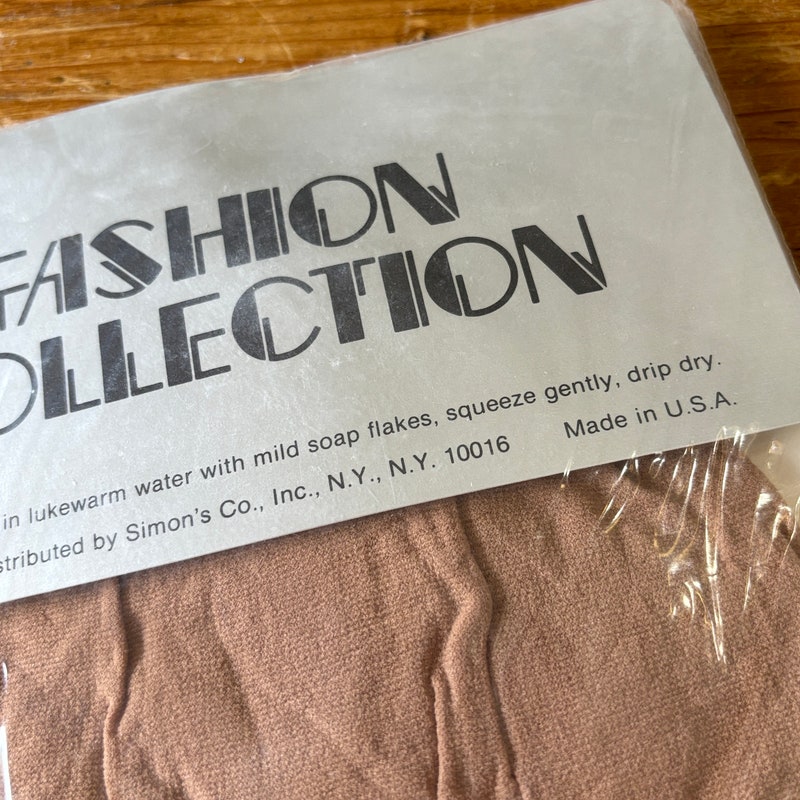 FASHION
OLLECTION
in lukewarm water with mild soap flakes, squeeze gently, drip dry.
stributed by Simon's Co., Inc., N.Y., N.Y. 10016 Made in U.S.A.